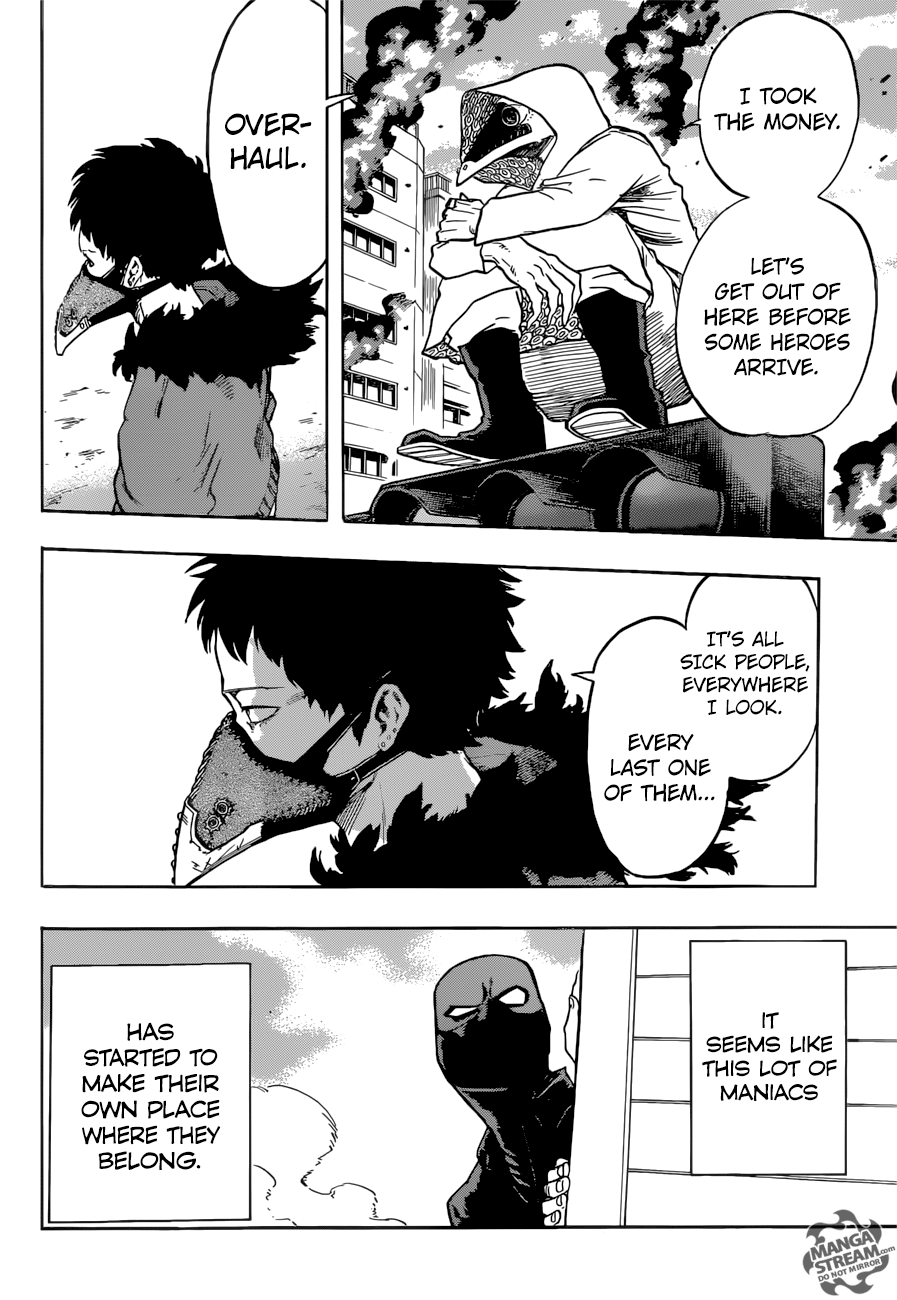 I TOOK
THE MONEY.
LET'S
GET OUT OF
HERE BEFORE
SOME HEROES
ARRIVE.
OVER-
HAUL.
IT'S ALL
SICK PEOPLE,
EVERYWHERE
I LOOK.
EVERY
LAST ONE
OF THEM...
IT
SEEMS LIKE
THIS LOT OF
MANIACS
HAS
STARTED TO
MAKE THEIR
OWN PLACE
WHERE THEY
BELONG.
MANGA
STREAM.com
DO NOT MIRROR!